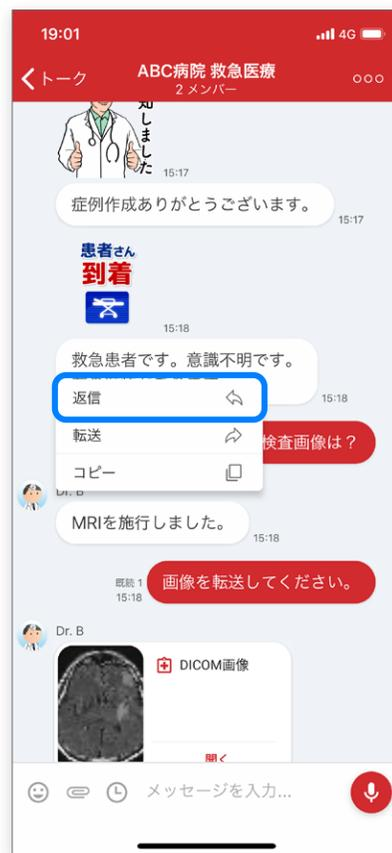 19:01
4G
トーク
ABC病院 救急医療
2 メンバー
知しました
15:17
症例作成ありがとうございます。
15:17
患者さん
到着
15:18
救急患者です。意識不明です。
15:18
返信
転送
コピー
検査画像は？
Dr. B
MRIを施行しました。
15:18
既読 1
15:18
画像を転送してください。
Dr. B
DICOM画像
開く
メッセージを入力...